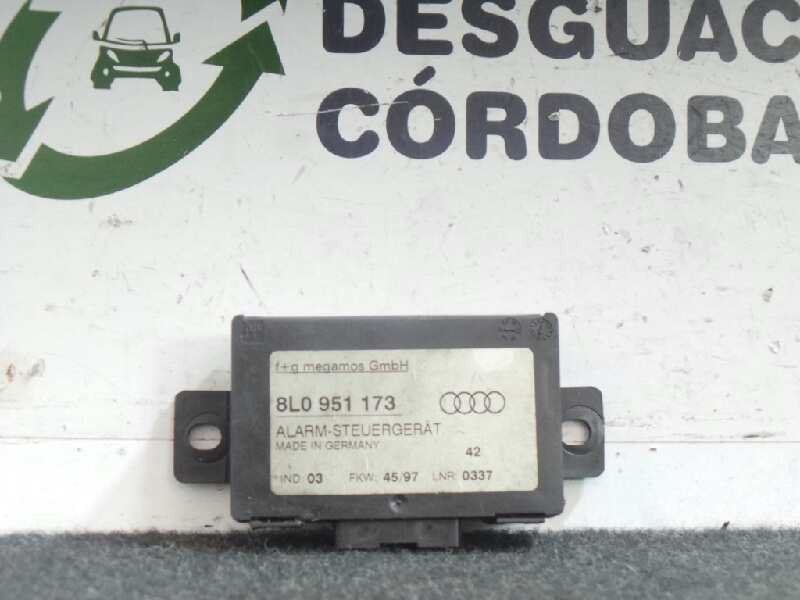 DESGUAC
CÓRDOBA
f+g megamos GmbH
8L0 951 173
ALARM-STEUERGERÄT
MADE IN GERMANY 42
IND: 03 FKW: 45/97 LNR: 0337